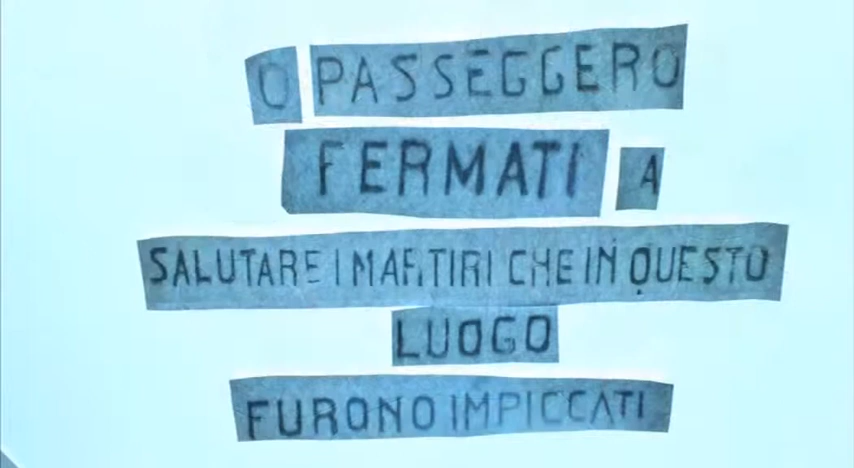 O PASSEGGERO
FERMATI A
SALUTARE I MARTIRI CHE IN QUESTO
LUOGO
FURONO IMPICCATI